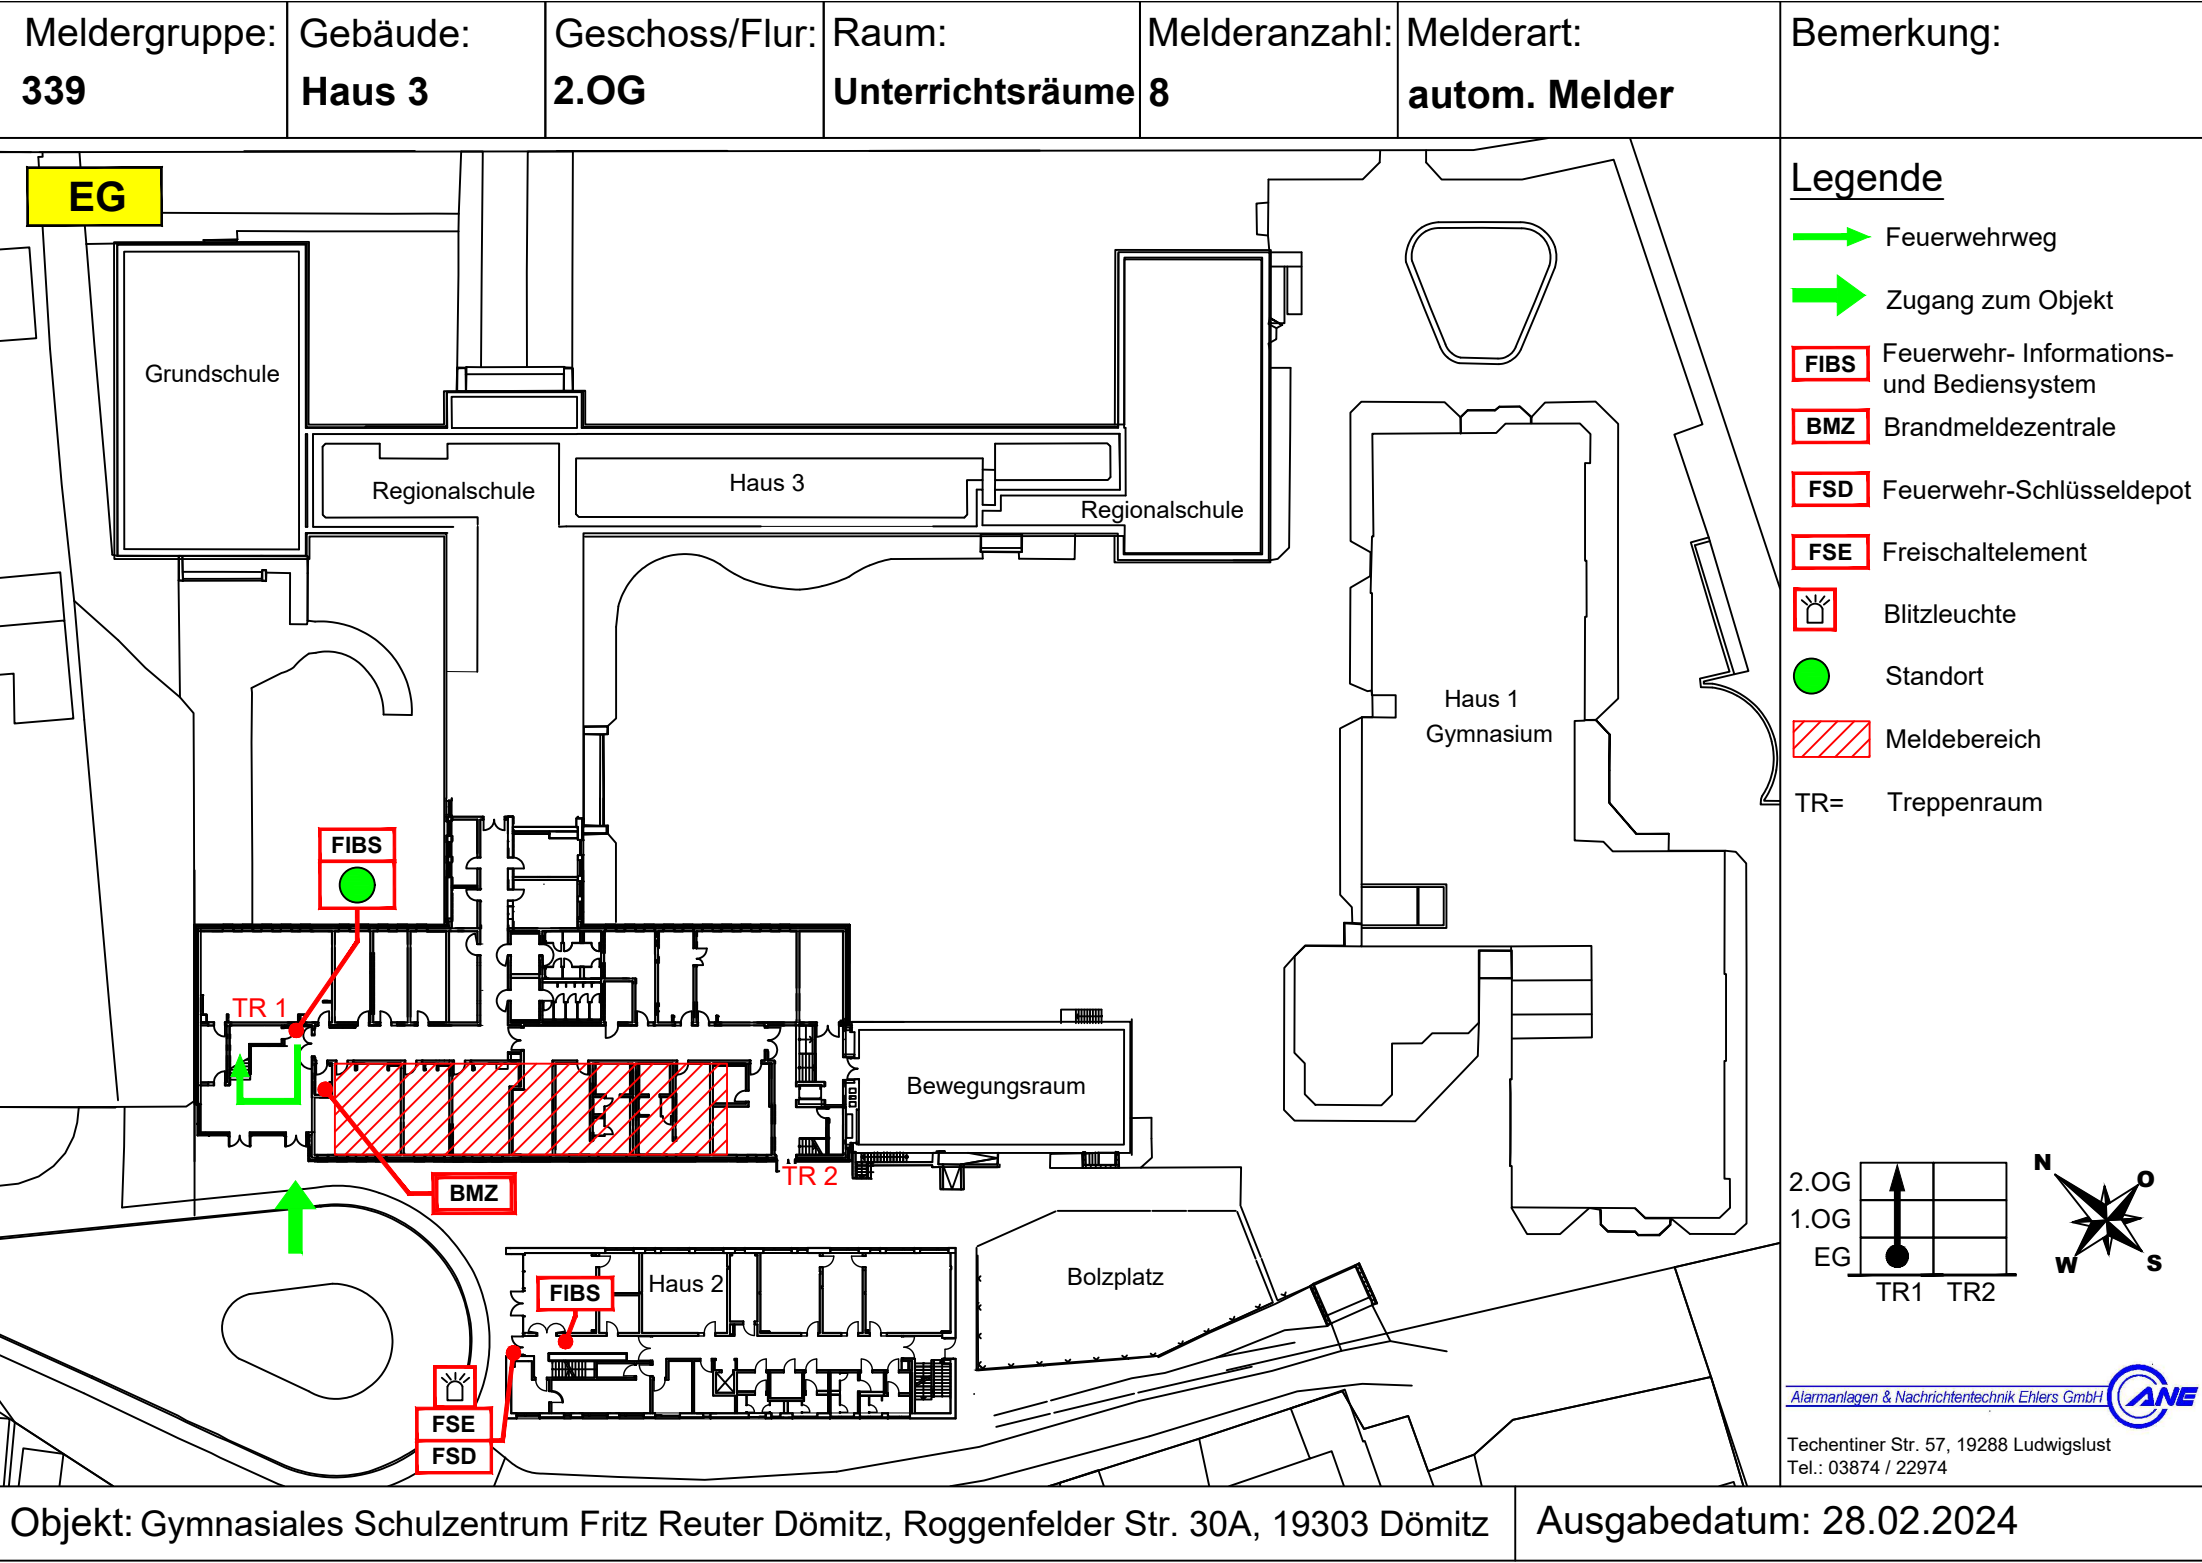 Meldergruppe: Gebäude: Geschoss/Flur: Raum: Melderanzahl: Melderart: Bemerkung:
339 Haus 3 2.OG Unterrichtsräume 8 autom. Melder
EG
Legende
Feuerwehrweg
Zugang zum Objekt
FIBS Feuerwehr- Informations-
und Bediensystem
BMZ Brandmeldezentrale
FSD Feuerwehr-Schlüsseldepot
FSE Freischaltelement
Blitzleuchte
Standort
Meldebereich
TR= Treppenraum
Grundschule
Regionalschule
Haus 3
Regionalschule
Haus 1
Gymnasium
FIBS
TR 1
Bewegungsraum
TR 2
BMZ
Haus 2
FIBS
Bolzplatz
FSE
FSD
2.OG
1.OG
EG
TR1 TR2
N
O
W
S
Alarmanlagen & Nachrichtentechnik Ehlers GmbH ANE
Techentiner Str. 57, 19288 Ludwigslust
Tel.: 03874 / 22974
Objekt: Gymnasiales Schulzentrum Fritz Reuter Dömitz, Roggenfelder Str. 30A, 19303 Dömitz Ausgabedatum: 28.02.2024